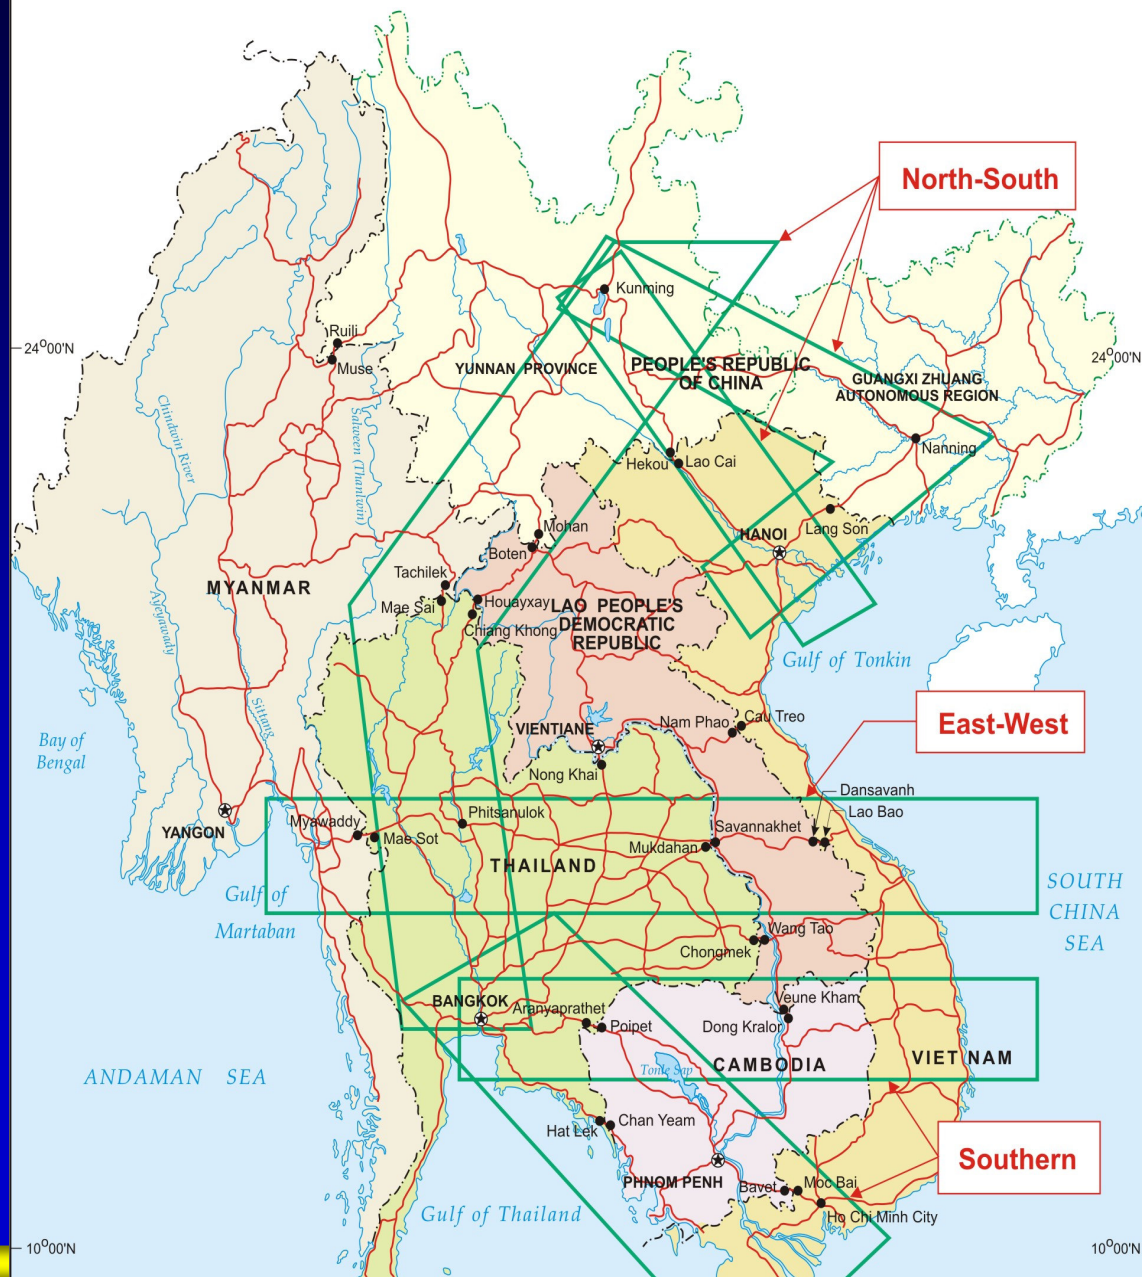 North-South
Kunming
Ruili
24°00'N
24°00'N
Muse
YUNNAN PROVINCE
PEOPLE'S REPUBLIC
OF CHINA
GUANGXI ZHUANG
AUTONOMOUS REGION
Chindwin River
Salween (Thanlwin)
Nanning
Hekou
Lao Cai
Lang Son
Mohan
HANOI
Boten
Tachilek
MYANMAR
Mae Sai
Houayxay
LAO PEOPLE'S
DEMOCRATIC
REPUBLIC
Chiang Khong
Ayeyawady
Gulf of Tonkin
Sittang
East-West
Nam Phao
Cau Treo
VIENTIANE
Bay of
Bengal
Nong Khai
Dansavanh
Lao Bao
Phitsanulok
Myawaddy
YANGON
Mae Sot
Savannakhet
Mukdahan
THAILAND
Gulf of
Martaban
SOUTH
CHINA
SEA
Wang Tao
Chongmek
BANGKOK
Veune Kham
Aranyaprathet
Poipet
Dong Kralor
VIET NAM
CAMBODIA
Tonle Sap
ANDAMAN SEA
Chan Yeam
Hat Lek
Southern
PHNOM PENH
Bavet
Moc Bai
Ho Chi Minh City
Gulf of Thailand
10°00'N
10°00'N